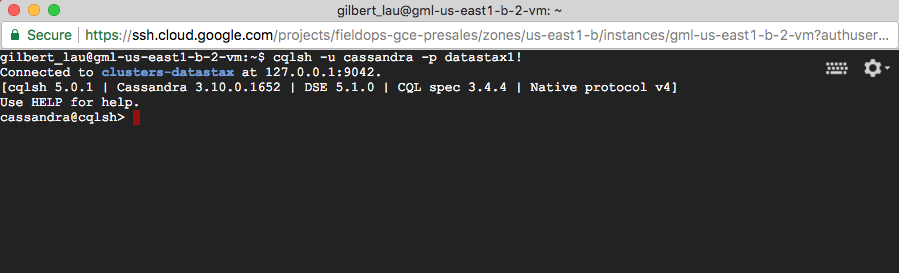 gilbert_lau@gml-us-east1-b-2-vm: ~
Secure | https://ssh.cloud.google.com/projects/fieldops-gce-presales/zones/us-east1-b/instances/gml-us-east1-b-2-vm?authuser...
gilbert_lau@gml-us-east1-b-2-vm:~$ cqlsh -u cassandra -p datastax1!
Connected to clusters-datastax at 127.0.0.1:9042.
[cqlsh 5.0.1 | Cassandra 3.10.0.1652 | DSE 5.1.0 | CQL spec 3.4.4 | Native protocol v4]
Use HELP for help.
cassandra@cqlsh>